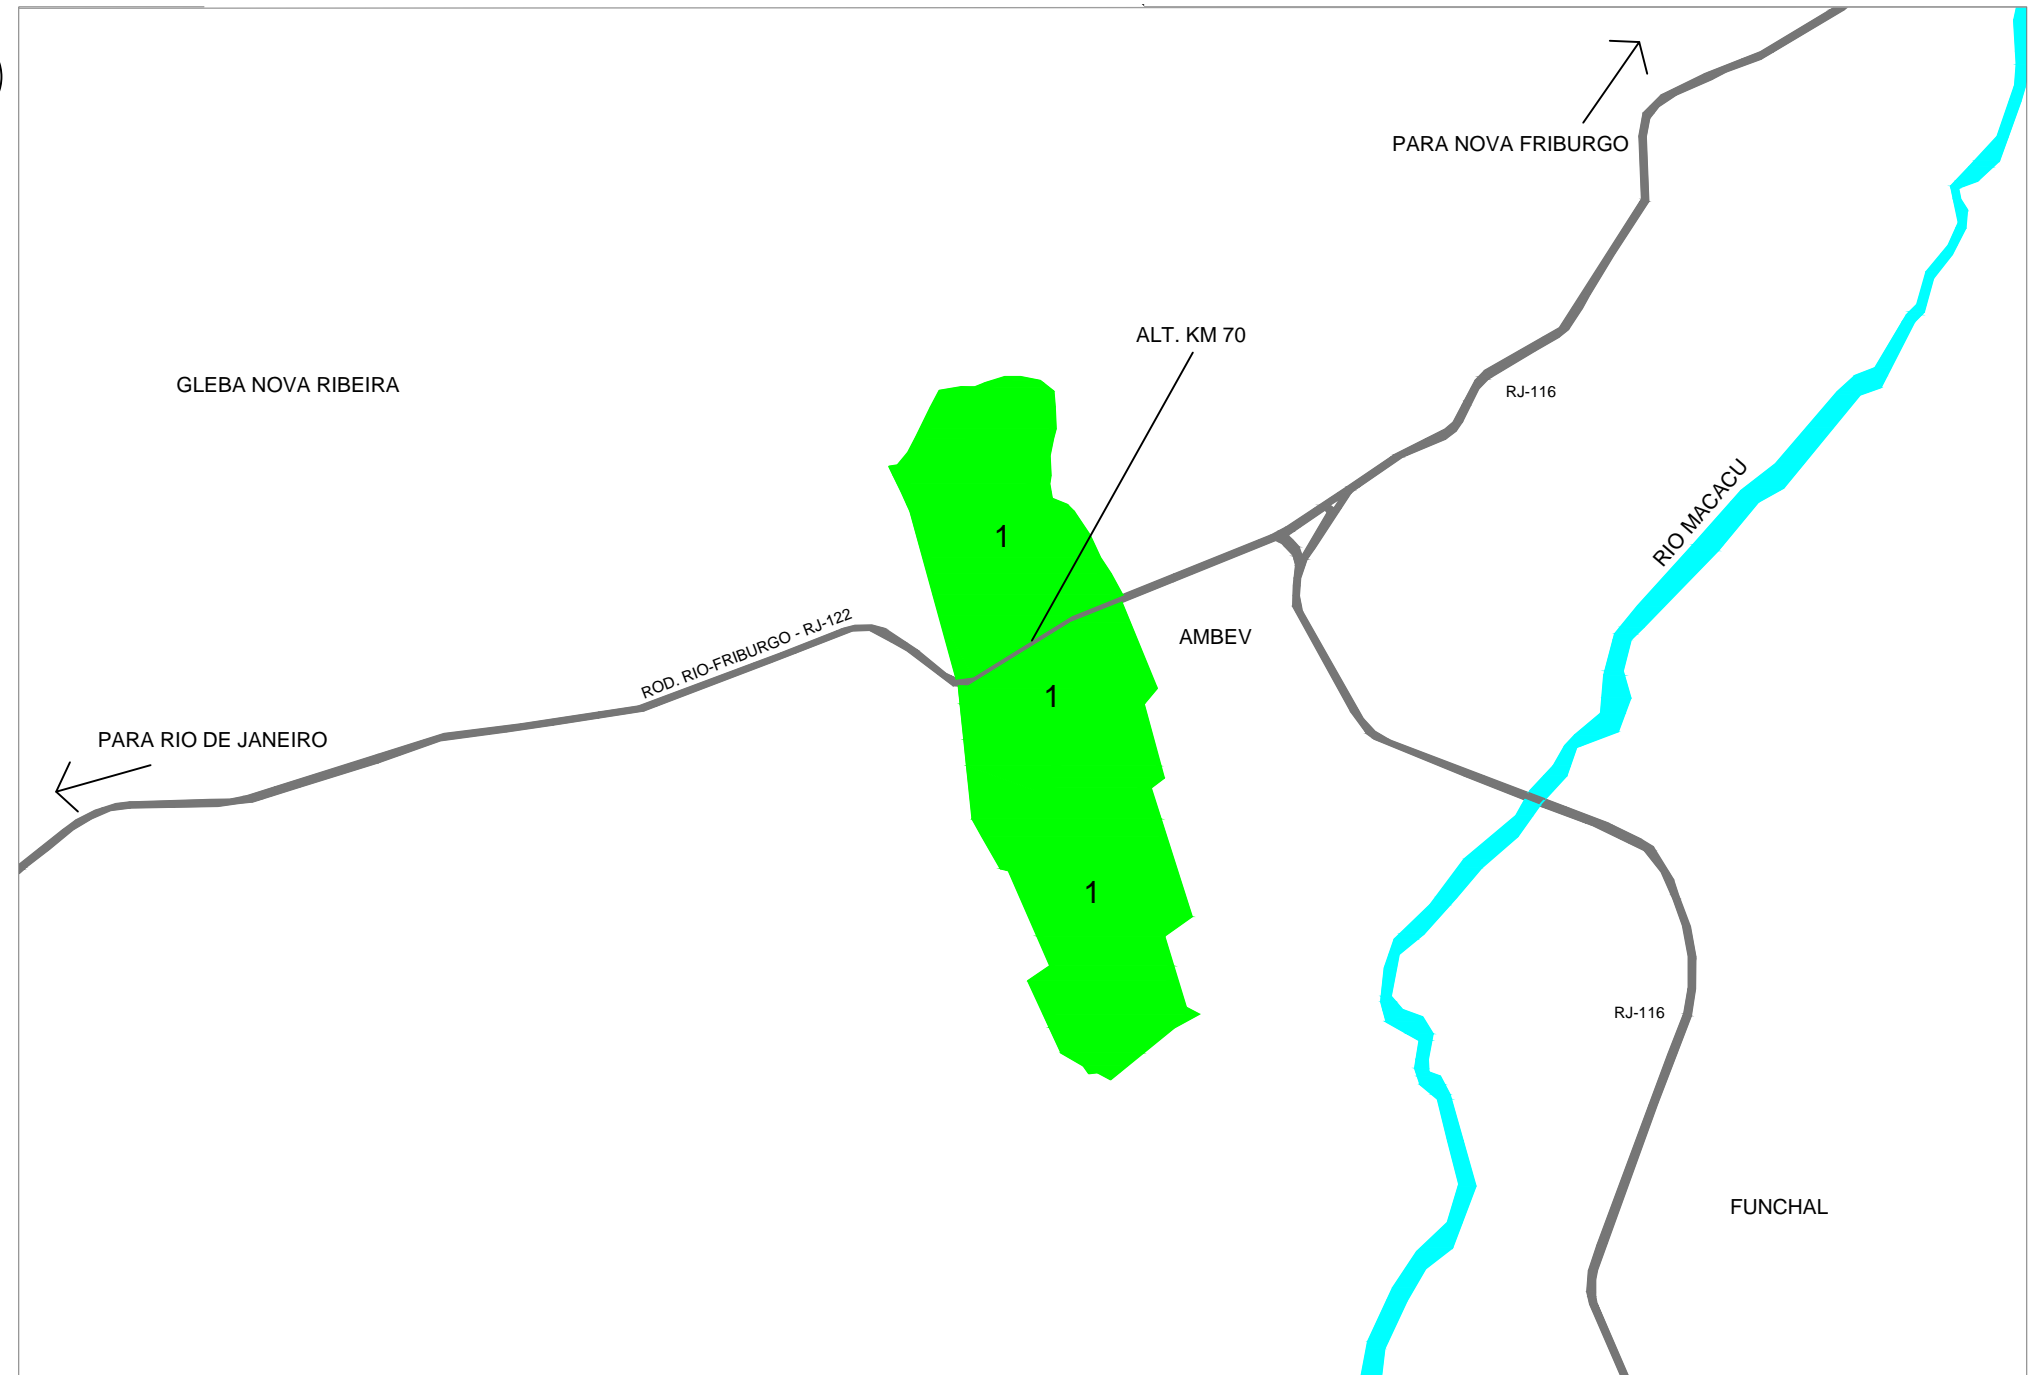 PARA NOVA FRIBURGO
ALT. KM 70
GLEBA NOVA RIBEIRA
RJ-116
RIO MACACU
1
ROD. RIO-FRIBURGO - RJ-122
AMBEV
1
PARA RIO DE JANEIRO
1
RJ-116
FUNCHAL